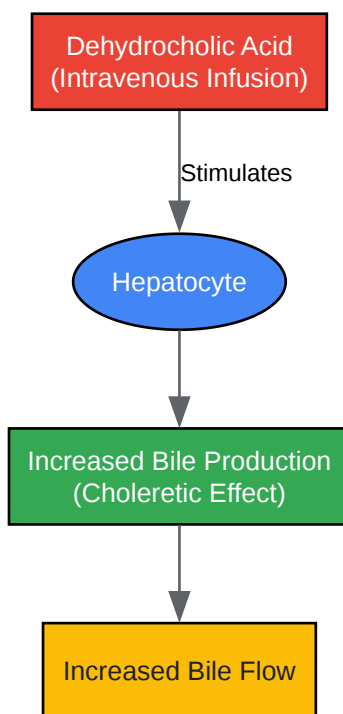 Dehydrocholic Acid
(Intravenous Infusion)
Stimulates
Hepatocyte
Increased Bile Production
(Choleretic Effect)
Increased Bile Flow